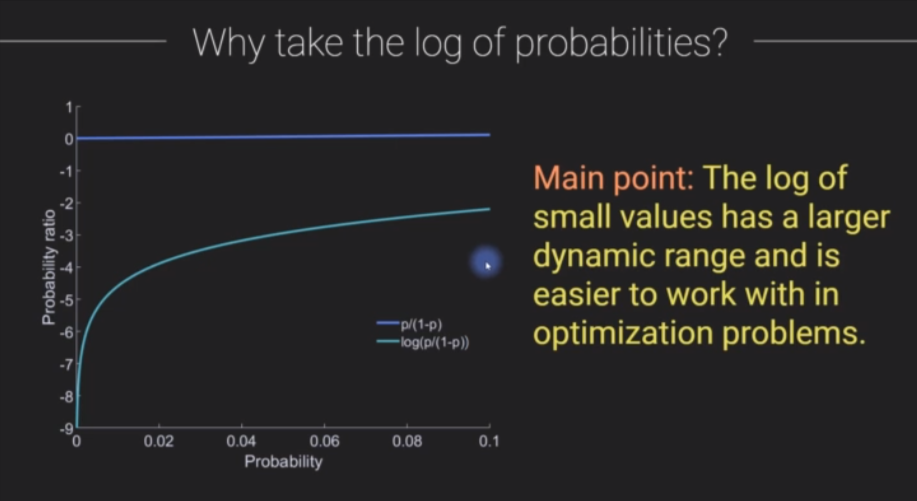 Why take the log of probabilities?
1
0
-1
-2
-3
-4
-5
-6
-7
-8
-9
Probability ratio
0
0.02
0.04
0.06
0.08
0.1
Probability
p/(1-p)
log(p/(1-p))
Main point: The log of
small values has a larger
dynamic range and is
easier to work with in
optimization problems.